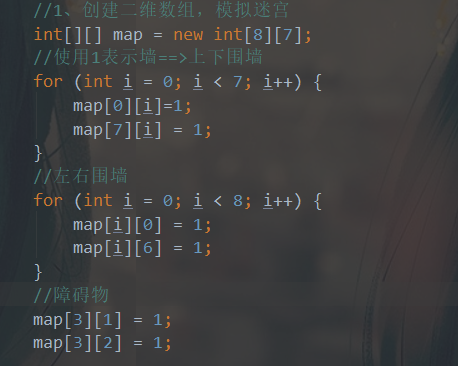 //1、创建二维数组，模拟迷宫
int[][] map = new int[8][7];
//使用1表示墙==>上下围墙
for (int i = 0; i < 7; i++) {
    map[0][i]=1;
    map[7][i] = 1;
}
//左右围墙
for (int i = 0; i < 8; i++) {
    map[i][0] = 1;
    map[i][6] = 1;
}
//障碍物
map[3][1] = 1;
map[3][2] = 1;